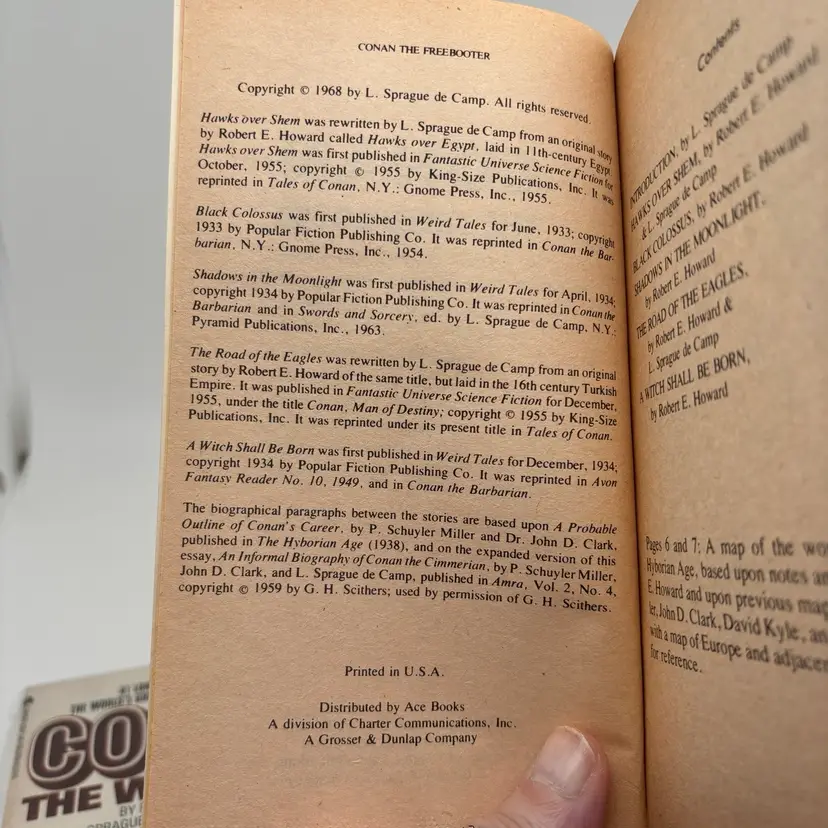 CONAN THE FREEBOOTER
Copyright © 1968 by L. Sprague de Camp. All rights reserved.
Hawks over Shem was rewritten by L. Sprague de Camp from an original story
by Robert E. Howard called Hawks over Egypt, laid in 11th-century Egypt.
Hawks over Shem was first published in Fantastic Universe Science Fiction for
October, 1955; copyright © 1955 by King-Size Publications, Inc. It was
reprinted in Tales of Conan, N.Y.: Gnome Press, Inc., 1955.
Black Colossus was first published in Weird Tales for June, 1933; copyright
1933 by Popular Fiction Publishing Co. It was reprinted in Conan the Bar-
barian, N.Y.: Gnome Press, Inc., 1954.
Shadows in the Moonlight was first published in Weird Tales for April, 1934;
copyright 1934 by Popular Fiction Publishing Co. It was reprinted in Conan the
Barbarian and in Swords and Sorcery, ed. by L. Sprague de Camp, N.Y.:
Pyramid Publications, Inc., 1963.
The Road of the Eagles was rewritten by L. Sprague de Camp from an original
story by Robert E. Howard of the same title, but laid in the 16th century Turkish
Empire. It was published in Fantastic Universe Science Fiction for December,
1955, under the title Conan, Man of Destiny; copyright © 1955 by King-Size
Publications, Inc. It was reprinted under its present title in Tales of Conan.
A Witch Shall Be Born was first published in Weird Tales for December, 1934;
copyright 1934 by Popular Fiction Publishing Co. It was reprinted in Avon
Fantasy Reader No. 10, 1949, and in Conan the Barbarian.
The biographical paragraphs between the stories are based upon A Probable
Outline of Conan's Career, by P. Schuyler Miller and Dr. John D. Clark,
published in The Hyborian Age (1938), and on the expanded version of this
essay, An Informal Biography of Conan the Cimmerian, by P. Schuyler Miller,
John D. Clark, and L. Sprague de Camp, published in Amra, Vol. 2, No. 4,
copyright © 1959 by G. H. Scithers; used by permission of G. H. Scithers.
Printed in U.S.A.
Distributed by Ace Books
A division of Charter Communications, Inc.
A Grosset & Dunlap Company
Contents
INTRODUCTION, by L. Sprague de Camp
HAWKS OVER SHEM, by Robert E. Howard
& L. Sprague de Camp
BLACK COLOSSUS, by Robert E. Howard
SHADOWS IN THE MOONLIGHT,
by Robert E. Howard
THE ROAD OF THE EAGLES,
by Robert E. Howard &
L. Sprague de Camp
A WITCH SHALL BE BORN,
by Robert E. Howard
Pages 6 and 7: A map of the
Hyborian Age, based upon notes
E. Howard and upon previous
John D. Clark, David Kyle,
with a map of Europe and
for reference.
THE
THE
BY
SPRAGUE